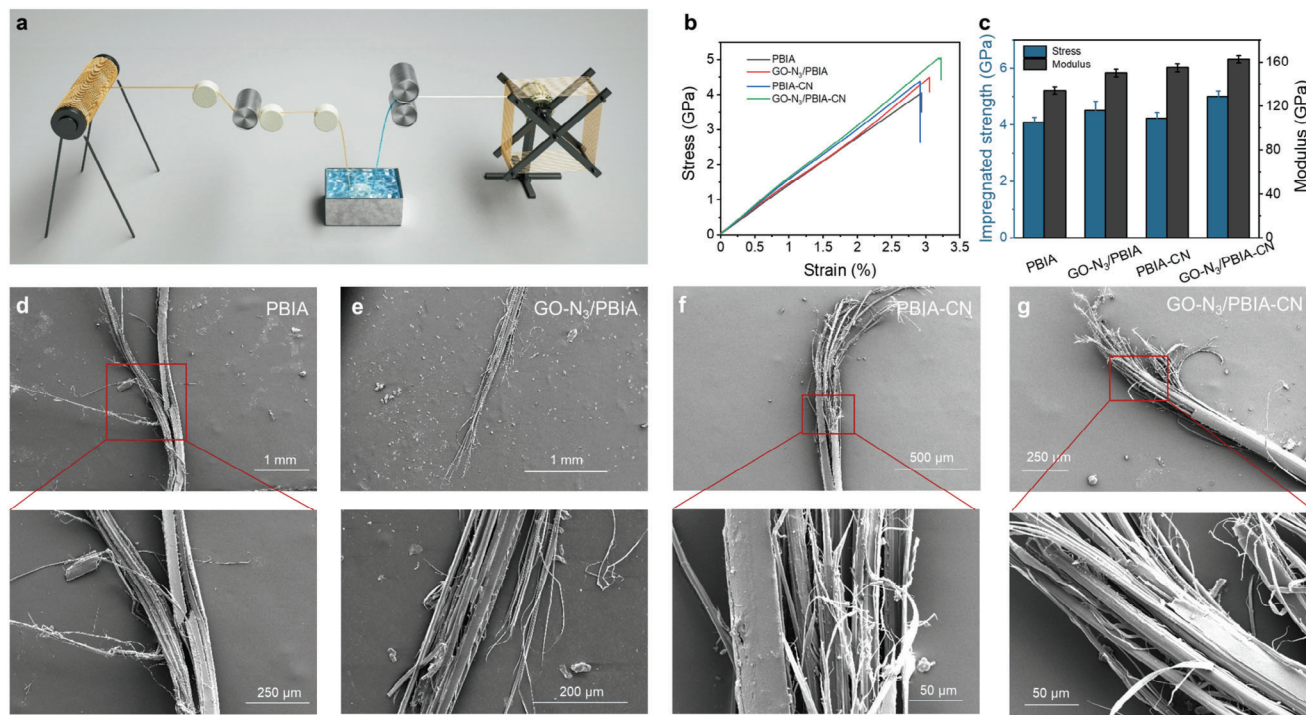 a
b
Stress (GPa)
5
4
3
2
1
0
PBIA
GO-N₃/PBIA
PBIA-CN
GO-N₃/PBIA-CN
0
0.5
1.0
1.5
2.0
2.5
3.0
3.5
Strain (%)
c
Impregnated strength (GPa)
6
4
2
0
Stress
Modulus
160
120
80
40
0
Modulus (GPa)
PBIA
GO-N₃/PBIA
PBIA-CN
GO-N₃/PBIA-CN
d
PBIA
1 mm
e
GO-N₃/PBIA
1 mm
f
PBIA-CN
500 µm
g
GO-N₃/PBIA-CN
250 µm
250 µm
200 µm
50 µm
50 µm